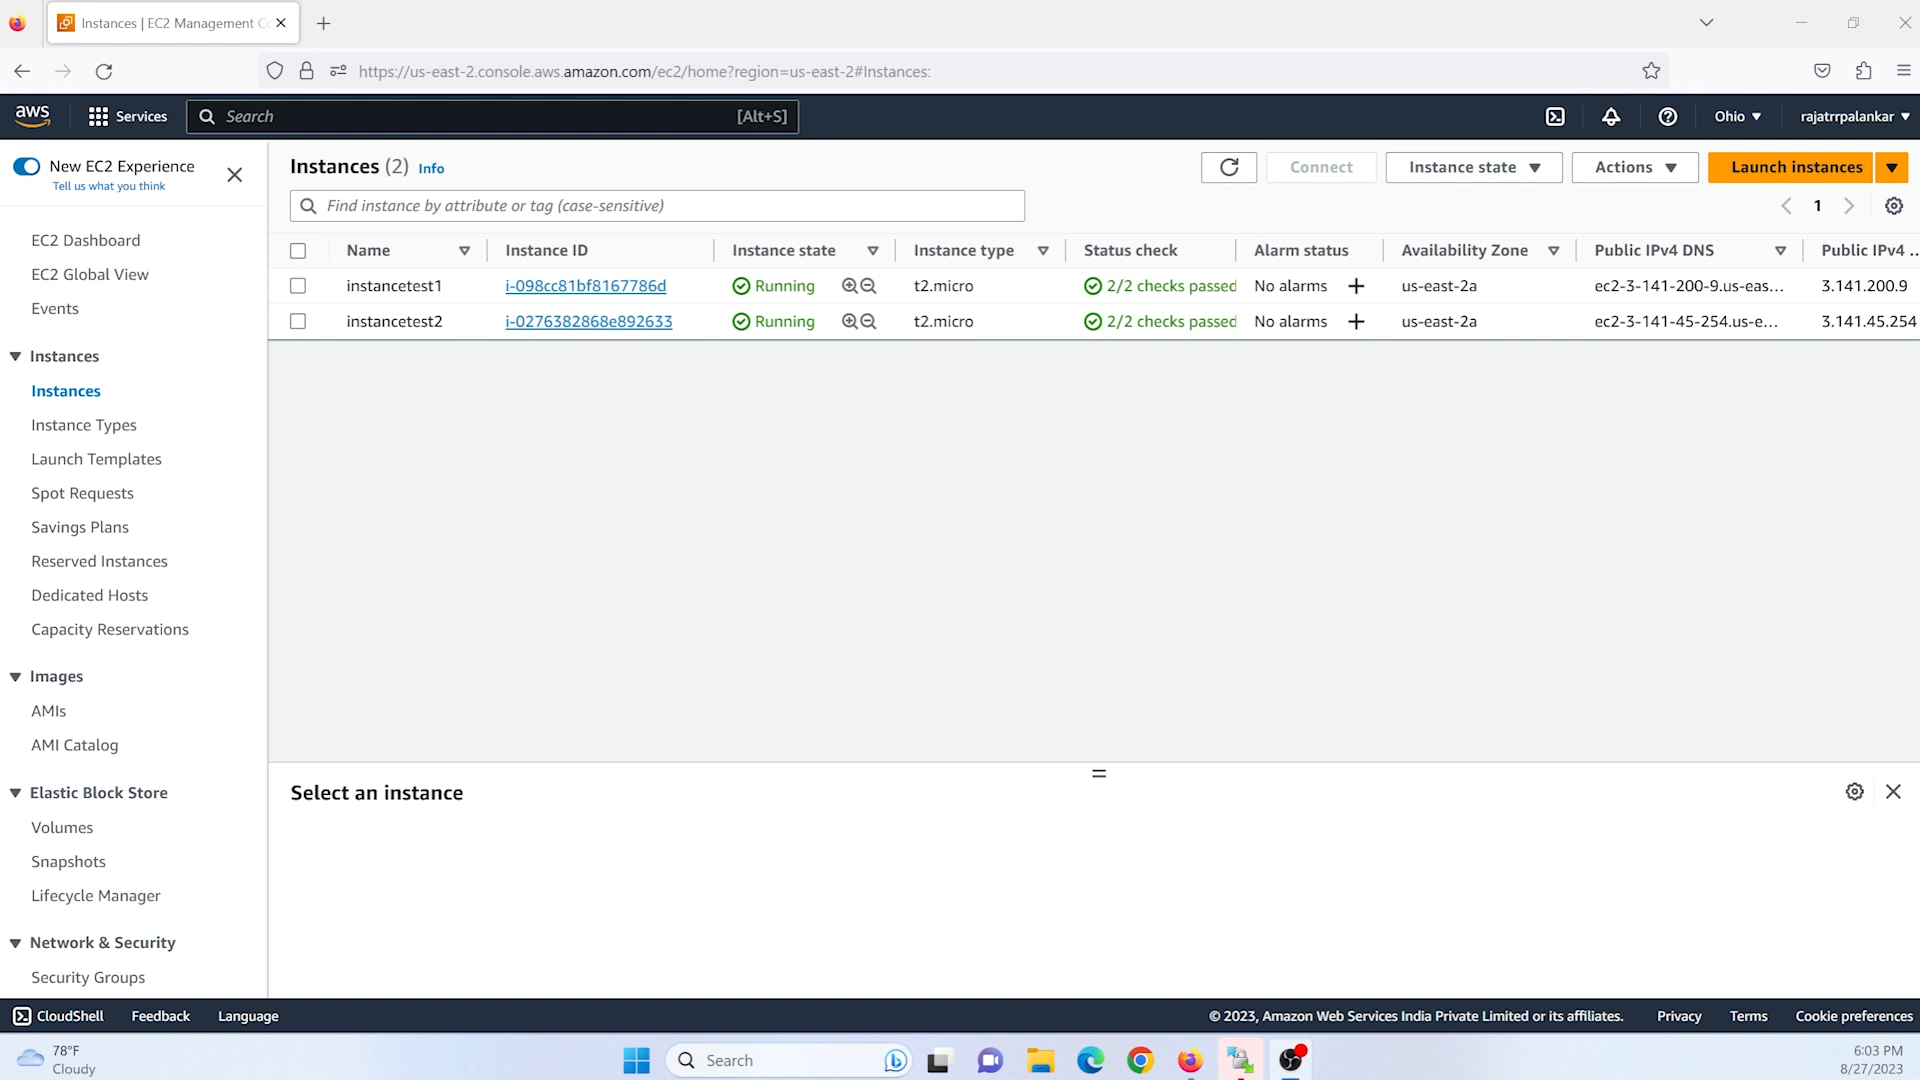 Instances | EC2 Management Co
https://us-east-2.console.aws.amazon.com/ec2/home?region=us-east-2#Instances:
aws
Services
Search
[Alt+S]
Ohio
rajatrrpalankar
New EC2 Experience
Tell us what you think
EC2 Dashboard
EC2 Global View
Events
Instances
Instances
Instance Types
Launch Templates
Spot Requests
Savings Plans
Reserved Instances
Dedicated Hosts
Capacity Reservations
Images
AMIs
AMI Catalog
Elastic Block Store
Volumes
Snapshots
Lifecycle Manager
Network & Security
Security Groups
Instances (2) Info
Connect
Instance state
Actions
Launch instances
Find instance by attribute or tag (case-sensitive)
1
Name Instance ID Instance state Instance type Status check Alarm status Availability Zone Public IPv4 DNS Public IPv4 ...
instancetest1 i-098cc81bf8167786d Running t2.micro 2/2 checks passed No alarms + us-east-2a ec2-3-141-200-9.us-eas... 3.141.200.9
instancetest2 i-0276382868e892633 Running t2.micro 2/2 checks passed No alarms + us-east-2a ec2-3-141-45-254.us-e... 3.141.45.254
Select an instance
CloudShell
Feedback
Language
© 2023, Amazon Web Services India Private Limited or its affiliates.
Privacy
Terms
Cookie preferences
78°F
Cloudy
Search
6:03 PM
8/27/2023